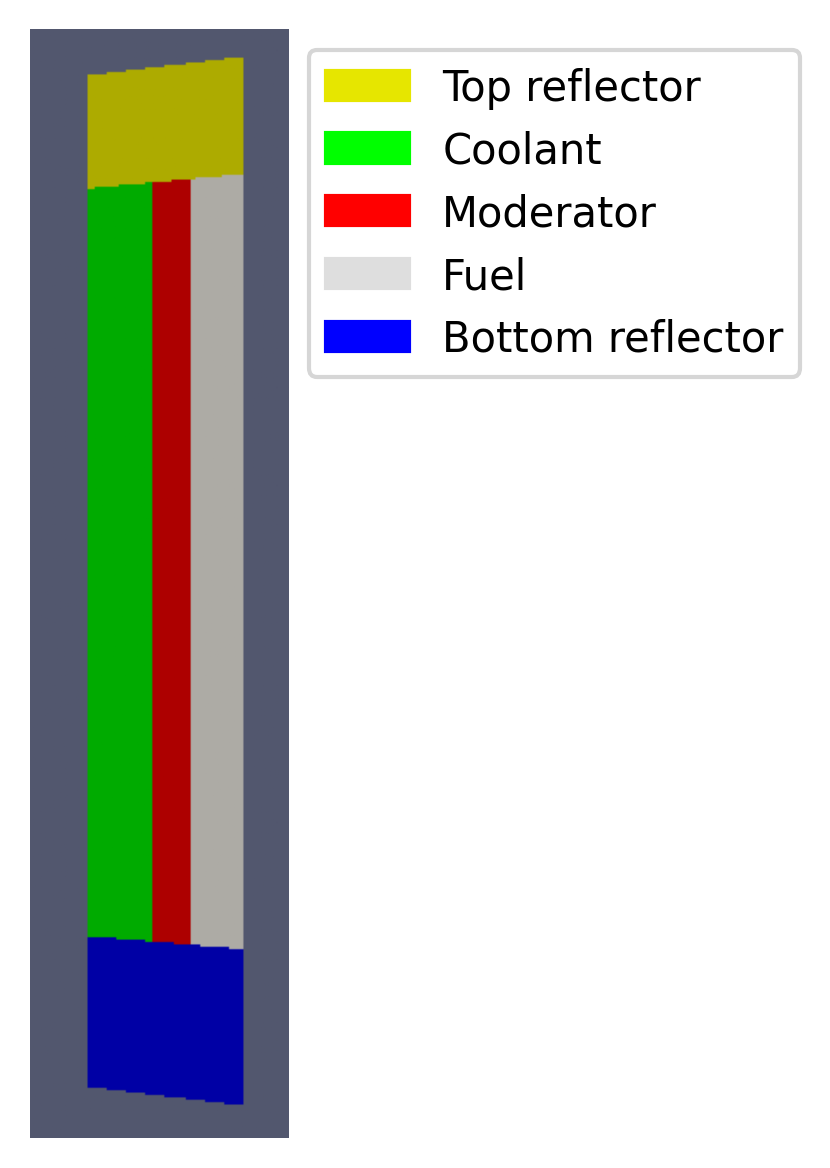 Top reflector
Coolant
Moderator
Fuel
Bottom reflector